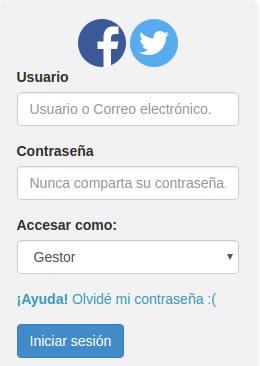 Usuario
Usuario o Correo electrónico.
Contraseña
Nunca comparta su contraseña.
Accesar como:
Gestor
¡Ayuda! Olvidé mi contraseña :(
Iniciar sesión